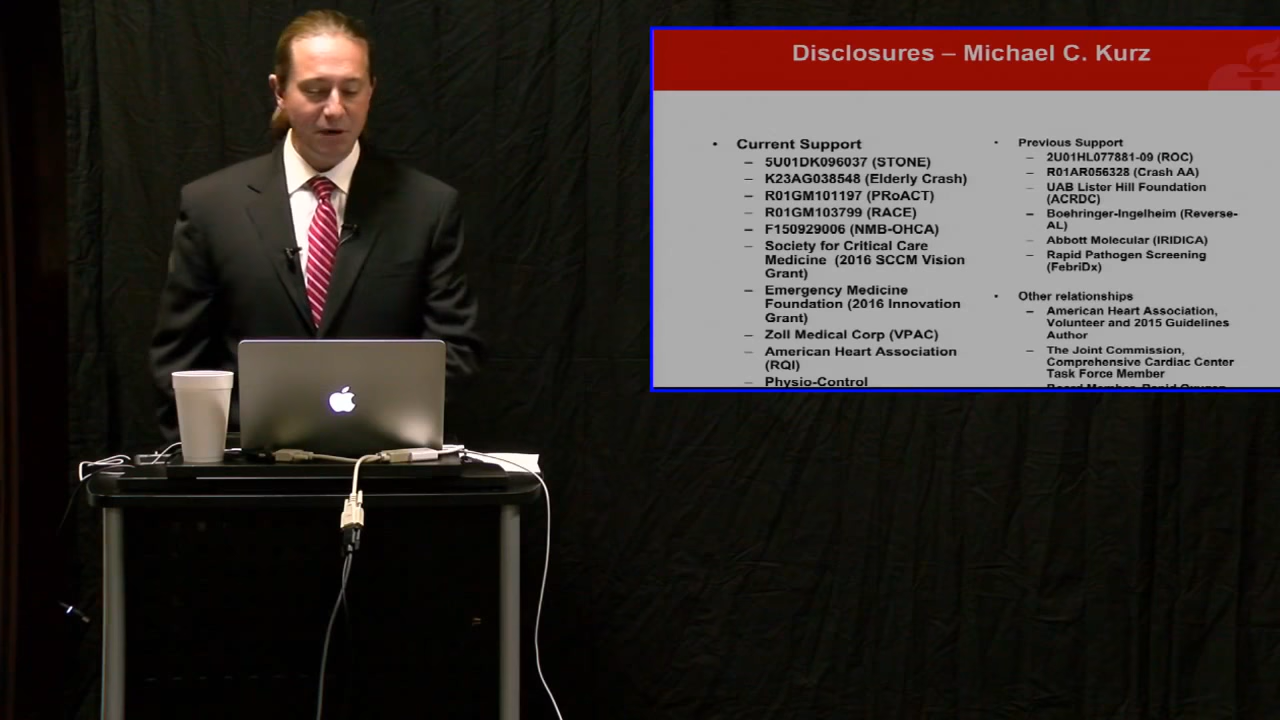 Disclosures – Michael C. Kurz
• Current Support
– 5U01DK096037 (STONE)
– K23AG038548 (Elderly Crash)
– R01GM101197 (PRoACT)
– R01GM103799 (RACE)
– F150929006 (NMB-OHCA)
– Society for Critical Care
Medicine (2016 SCCM Vision
Grant)
– Emergency Medicine
Foundation (2016 Innovation
Grant)
– Zoll Medical Corp (VPAC)
– American Heart Association
(RQI)
– Physio-Control
• Previous Support
– 2U01HL077881-09 (ROC)
– R01AR056328 (Crash AA)
– UAB Lister Hill Foundation
(ACRDC)
– Boehringer-Ingelheim (Reverse-
AL)
– Abbott Molecular (IRIDICA)
– Rapid Pathogen Screening
(FebriDx)
• Other relationships
– American Heart Association,
Volunteer and 2015 Guidelines
Author
– The Joint Commission,
Comprehensive Cardiac Center
Task Force Member